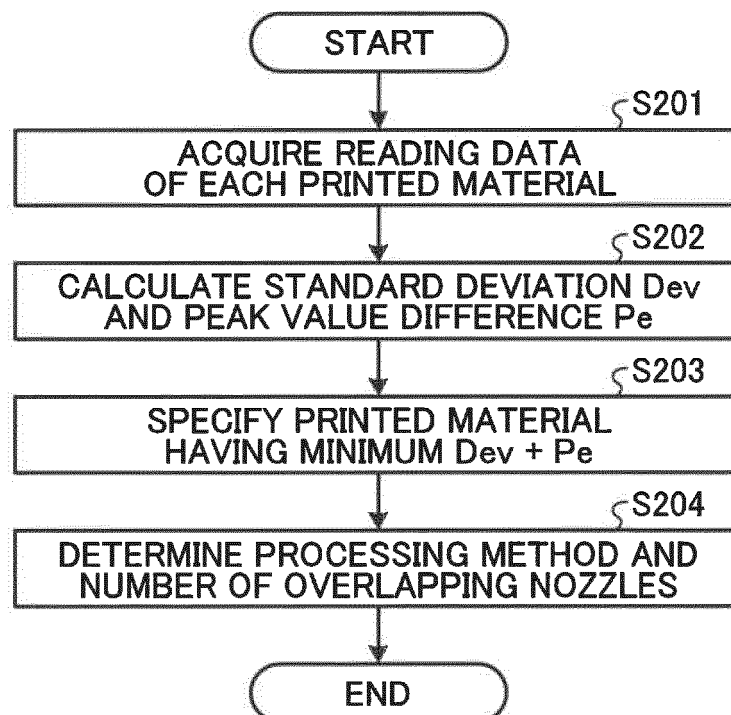 START
S201
ACQUIRE READING DATA
OF EACH PRINTED MATERIAL
S202
CALCULATE STANDARD DEVIATION Dev
AND PEAK VALUE DIFFERENCE Pe
S203
SPECIFY PRINTED MATERIAL
HAVING MINIMUM Dev + Pe
S204
DETERMINE PROCESSING METHOD AND
NUMBER OF OVERLAPPING NOZZLES
END